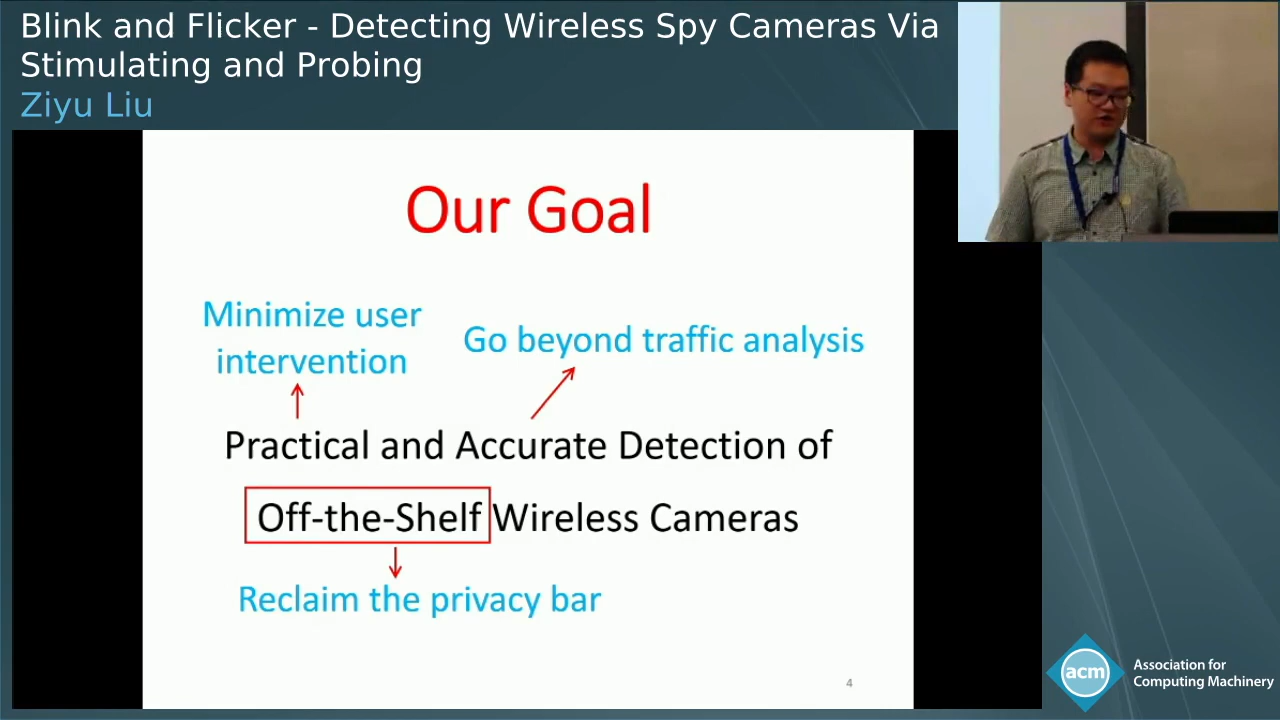 Blink and Flicker - Detecting Wireless Spy Cameras Via
Stimulating and Probing
Ziyu Liu
Our Goal
Minimize user
intervention
Go beyond traffic analysis
Practical and Accurate Detection of
Off-the-Shelf Wireless Cameras
Reclaim the privacy bar
4
acm
Association for
Computing Machinery